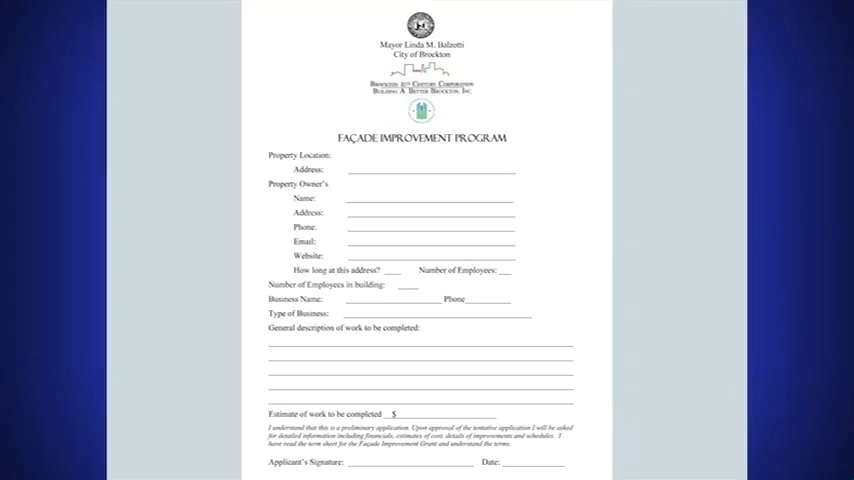 Mayor Linda M. Balzotti
City of Brockton
BROCKTON 21ST CENTURY CORPORATION
BUILDING A BETTER BROCKTON, INC.
FAÇADE IMPROVEMENT PROGRAM
Property Location:
Address:
Property Owner's
Name:
Address:
Phone:
Email:
Website:
How long at this address? ____ Number of Employees: ___
Number of Employees in building:
Business Name: Phone
Type of Business:
General description of work to be completed:
Estimate of work to be completed $
I understand that this is a preliminary application. Upon approval of the tentative application I will be asked
for detailed information including financials, estimates of cost, details of improvements and schedules. I
have read the term sheet for the Façade Improvement Grant and understand the terms.
Applicant's Signature: Date: